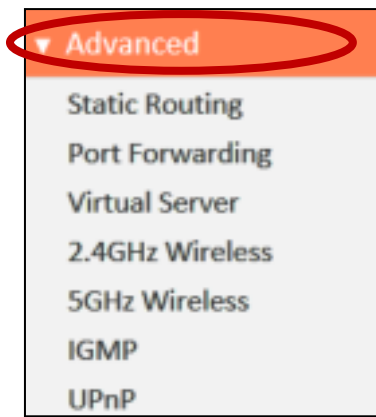 Advanced
Static Routing
Port Forwarding
Virtual Server
2.4GHz Wireless
5GHz Wireless
IGMP
UPnP